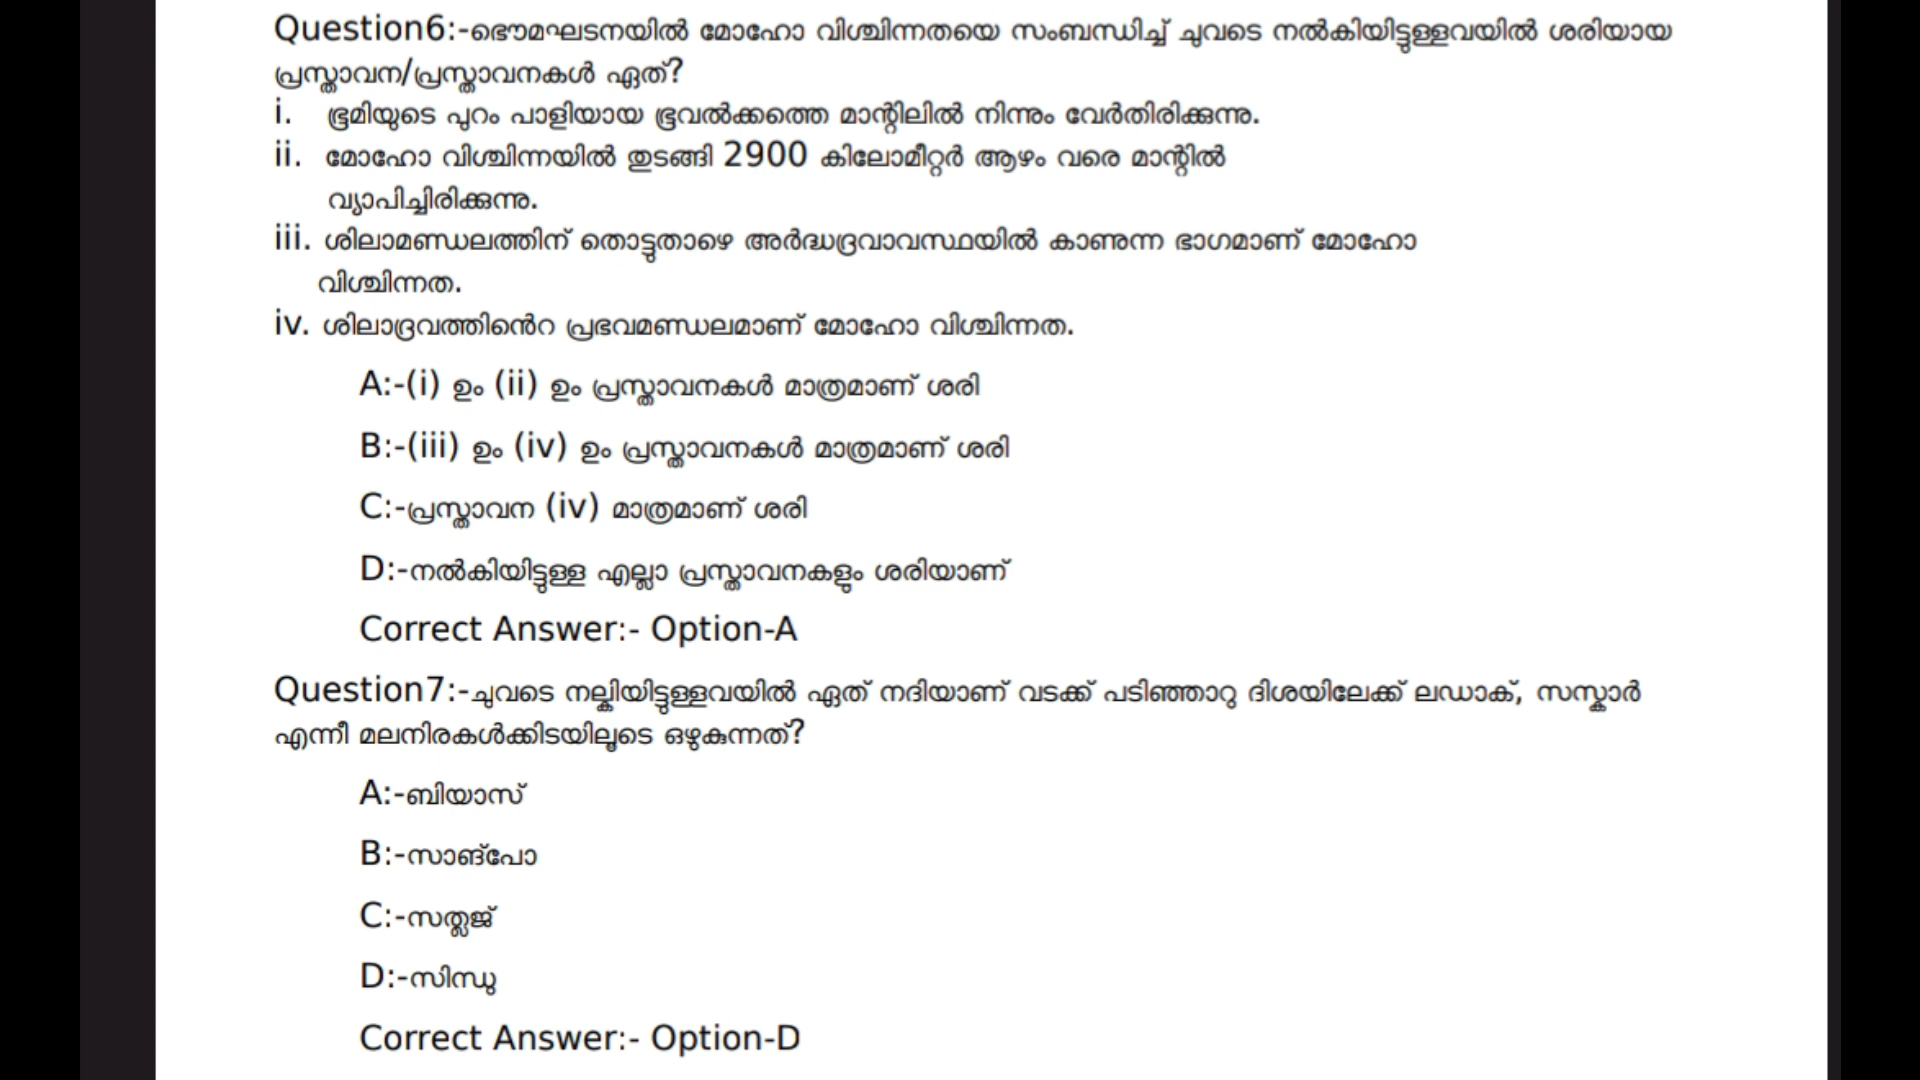 Question6:-ഭൌമഘടനയിൽ മോഹോ വിശ്ചിന്നതയെ സംബന്ധിച്ച് ചുവടെ നൽകിയിട്ടുള്ളവയിൽ ശരിയായ
പ്രസ്താവന/പ്രസ്താവനകൾ ഏത്?
i. ഭൂമിയുടെ പുറം പാളിയായ ഭൂവൽക്കത്തെ മാന്റിലിൽ നിന്നും വേർതിരിക്കുന്നു.
ii. മോഹോ വിശ്ചിന്നയിൽ തുടങ്ങി 2900 കിലോമീറ്റർ ആഴം വരെ മാന്റിൽ
വ്യാപിച്ചിരിക്കുന്നു.
iii. ശിലാമണ്ഡലത്തിന് തൊട്ടുതാഴെ അർദ്ധദ്രവാവസ്ഥയിൽ കാണുന്ന ഭാഗമാണ് മോഹോ
വിശ്ചിന്നത.
iv. ശിലാദ്രവത്തിൻെറ പ്രഭവമണ്ഡലമാണ് മോഹോ വിശ്ചിന്നത.
A:-(i) ഉം (ii) ഉം പ്രസ്താവനകൾ മാത്രമാണ് ശരി
B:-(iii) ഉം (iv) ഉം പ്രസ്താവനകൾ മാത്രമാണ് ശരി
C:-പ്രസ്താവന (iv) മാത്രമാണ് ശരി
D:-നൽകിയിട്ടുള്ള എല്ലാ പ്രസ്താവനകളും ശരിയാണ്
Correct Answer:- Option-A
Question7:-ചുവടെ നല്കിയിട്ടുള്ളവയിൽ ഏത് നദിയാണ് വടക്ക് പടിഞ്ഞാറു ദിശയിലേക്ക് ലഡാക്, സസ്കാർ
എന്നീ മലനിരകൾക്കിടയിലൂടെ ഒഴുകുന്നത്?
A:-ബിയാസ്
B:-സാങ്പോ
C:-സത്ലജ്
D:-സിന്ധു
Correct Answer:- Option-D